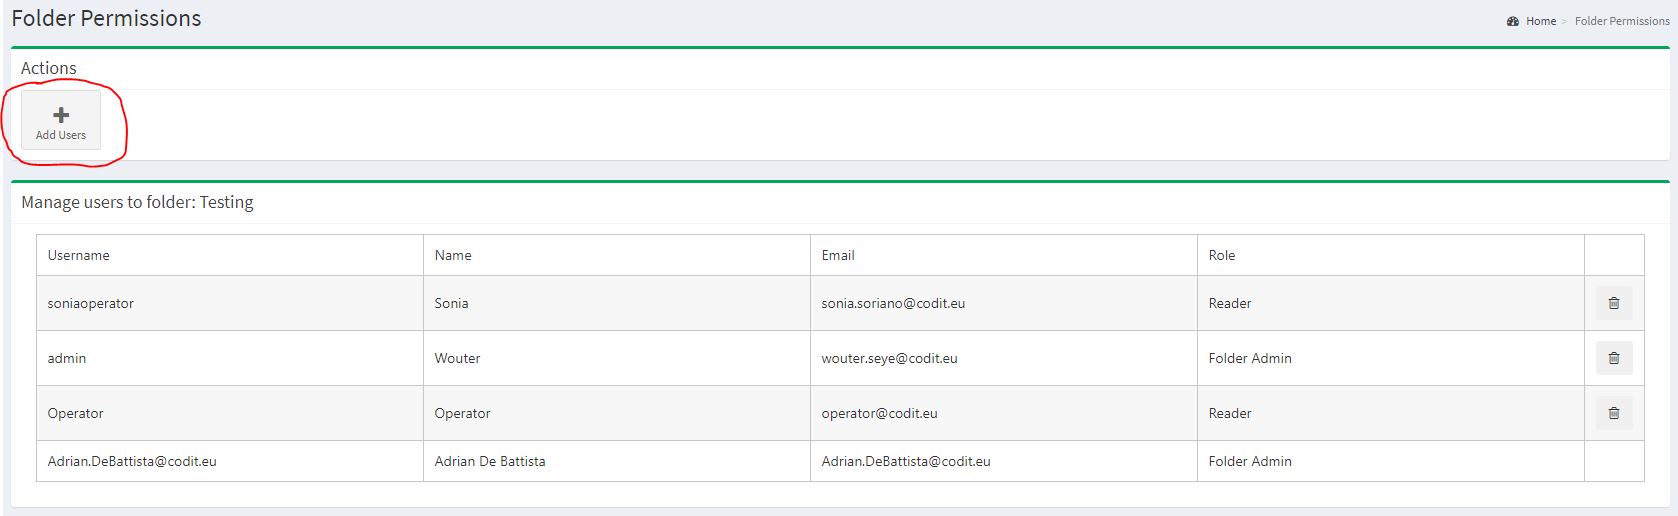 Folder Permissions
Home > Folder Permissions
Actions
Add Users
Manage users to folder: Testing
Username Name Email Role
soniaoperator Sonia sonia.soriano@codit.eu Reader
admin Wouter wouter.seye@codit.eu Folder Admin
Operator Operator operator@codit.eu Reader
Adrian.DeBattista@codit.eu Adrian De Battista Adrian.DeBattista@codit.eu Folder Admin